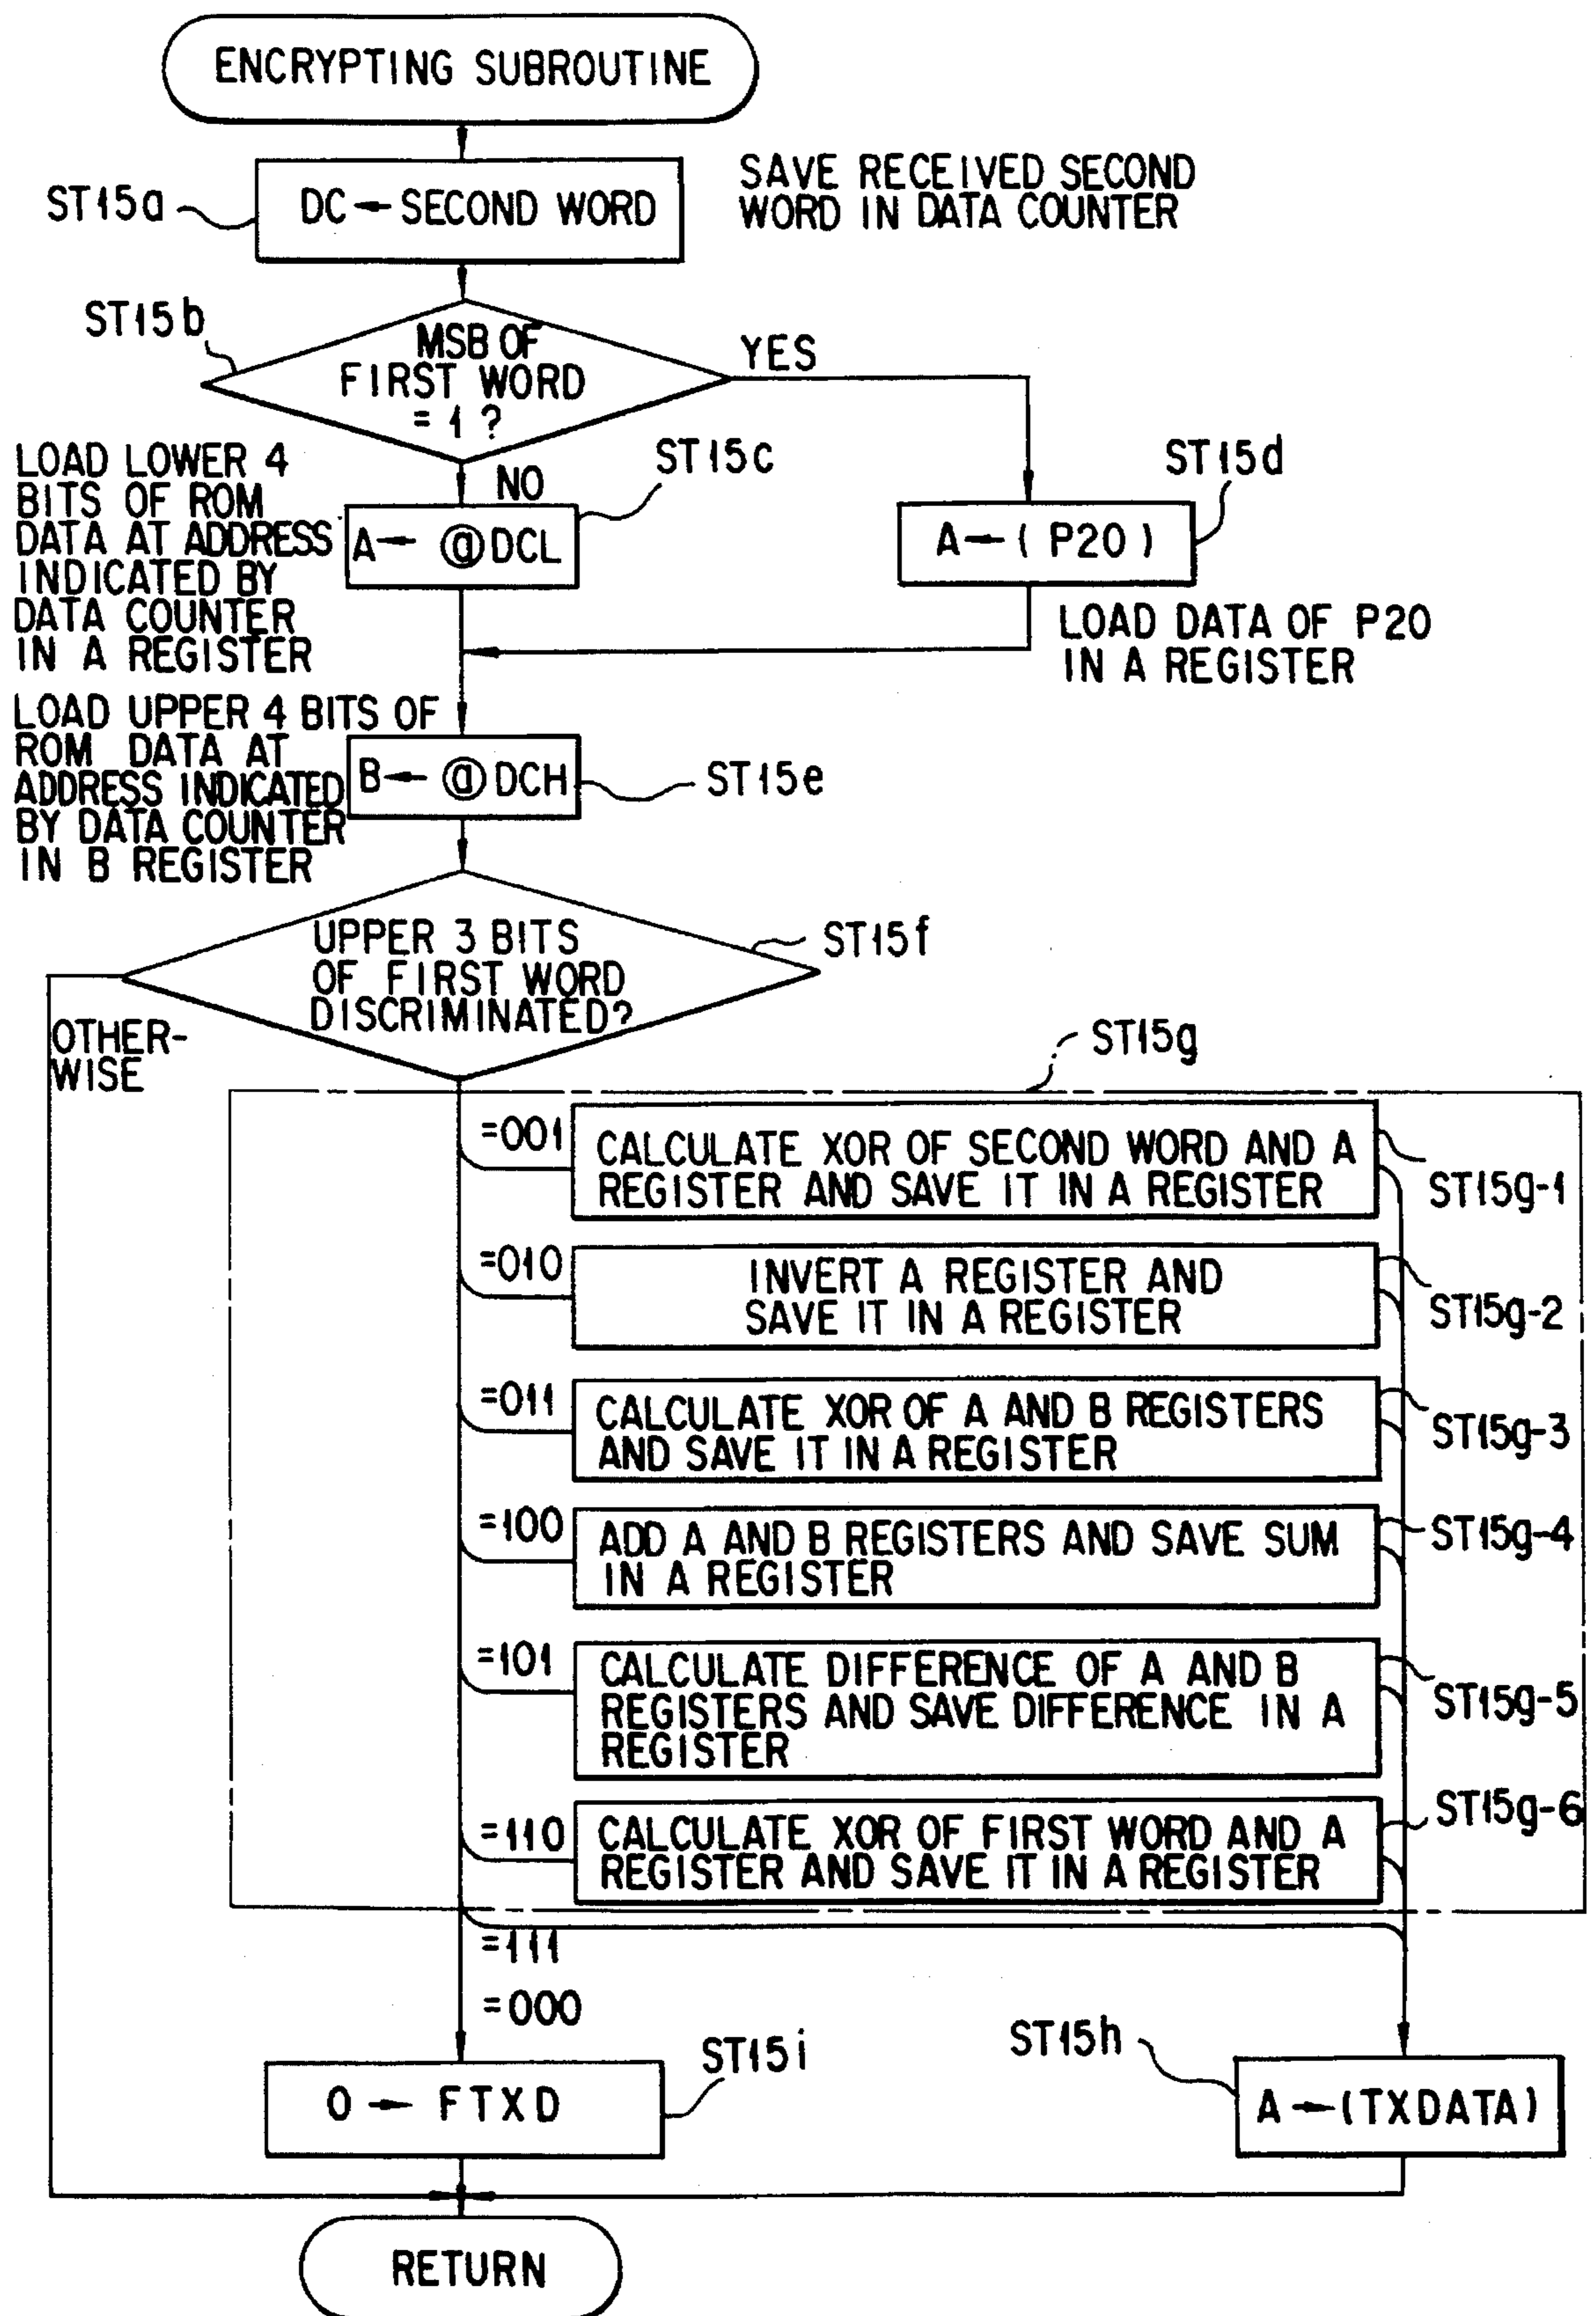 ENCRYPTING SUBROUTINE
ST15a
DC ← SECOND WORD
SAVE RECEIVED SECOND
WORD IN DATA COUNTER
ST15b
MSB OF
FIRST WORD
= 1 ?
YES
NO
LOAD LOWER 4
BITS OF ROM
DATA AT ADDRESS
INDICATED BY
DATA COUNTER
IN A REGISTER
ST15c
A ← @DCL
ST15d
A ← ( P20 )
LOAD DATA OF P20
IN A REGISTER
LOAD UPPER 4 BITS OF
ROM DATA AT
ADDRESS INDICATED
BY DATA COUNTER
IN B REGISTER
B ← @DCH
ST15e
UPPER 3 BITS
OF FIRST WORD
DISCRIMINATED?
ST15f
OTHER-
WISE
ST15g
=001
CALCULATE XOR OF SECOND WORD AND A
REGISTER AND SAVE IT IN A REGISTER
ST15g-1
=010
INVERT A REGISTER AND
SAVE IT IN A REGISTER
ST15g-2
=011
CALCULATE XOR OF A AND B REGISTERS
AND SAVE IT IN A REGISTER
ST15g-3
=100
ADD A AND B REGISTERS AND SAVE SUM
IN A REGISTER
ST15g-4
=101
CALCULATE DIFFERENCE OF A AND B
REGISTERS AND SAVE DIFFERENCE IN A
REGISTER
ST15g-5
=110
CALCULATE XOR OF FIRST WORD AND A
REGISTER AND SAVE IT IN A REGISTER
ST15g-6
=111
=000
ST15i
0 → FTXD
ST15h
A → (TXDATA)
RETURN